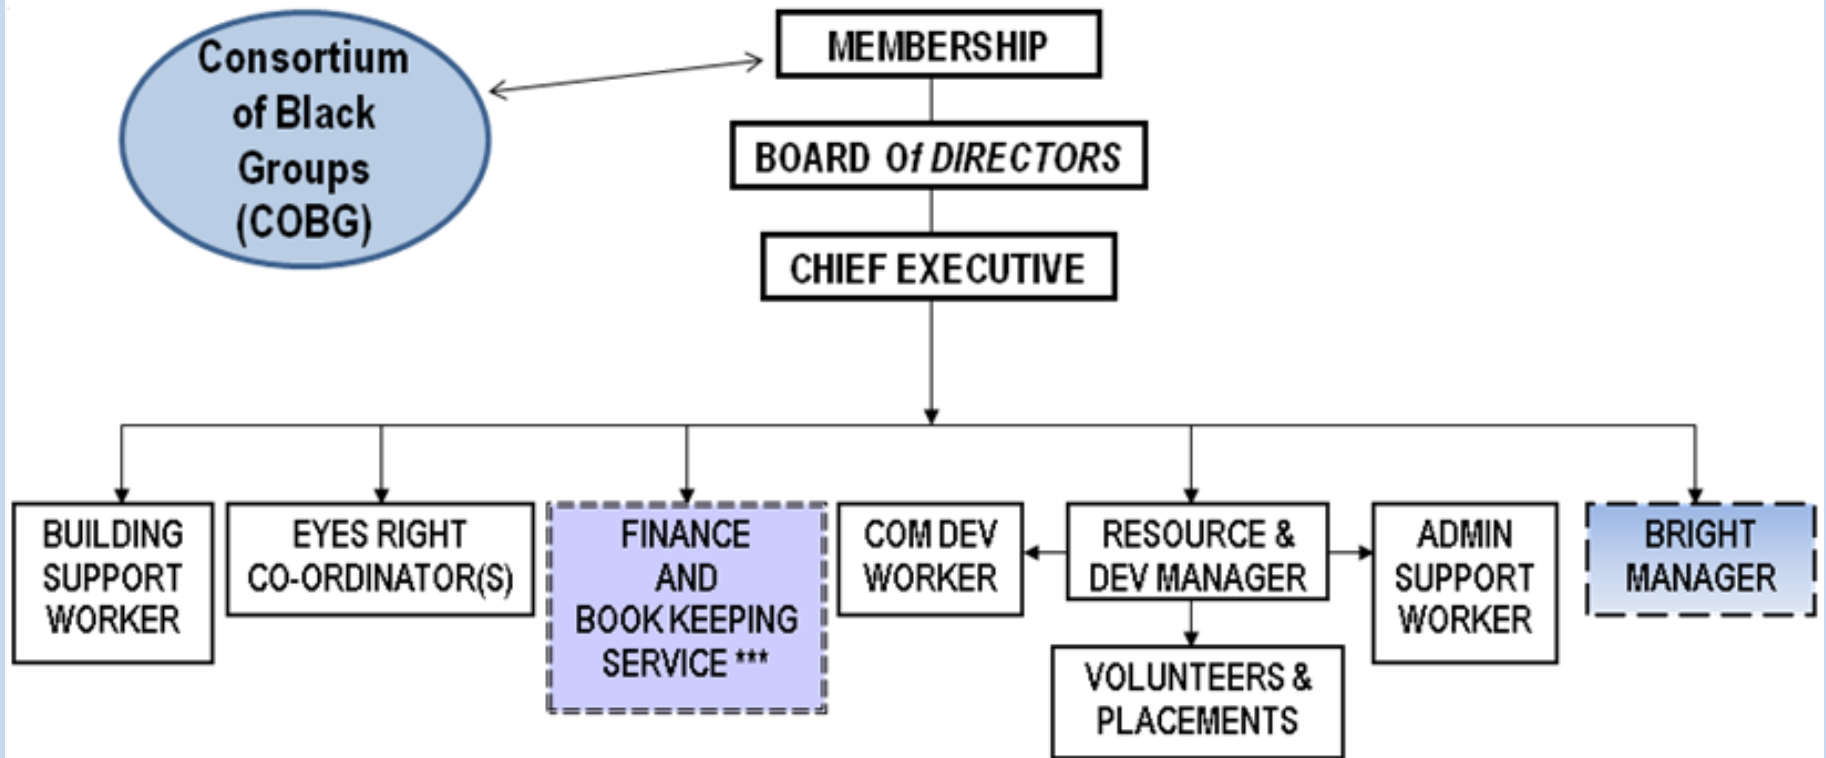 Consortium
of Black
Groups
(COBG)
MEMBERSHIP
BOARD Of DIRECTORS
CHIEF EXECUTIVE
BUILDING
SUPPORT
WORKER
EYES RIGHT
CO-ORDINATOR(S)
FINANCE
AND
BOOK KEEPING
SERVICE ***
COM DEV
WORKER
RESOURCE &
DEV MANAGER
VOLUNTEERS &
PLACEMENTS
ADMIN
SUPPORT
WORKER
BRIGHT
MANAGER